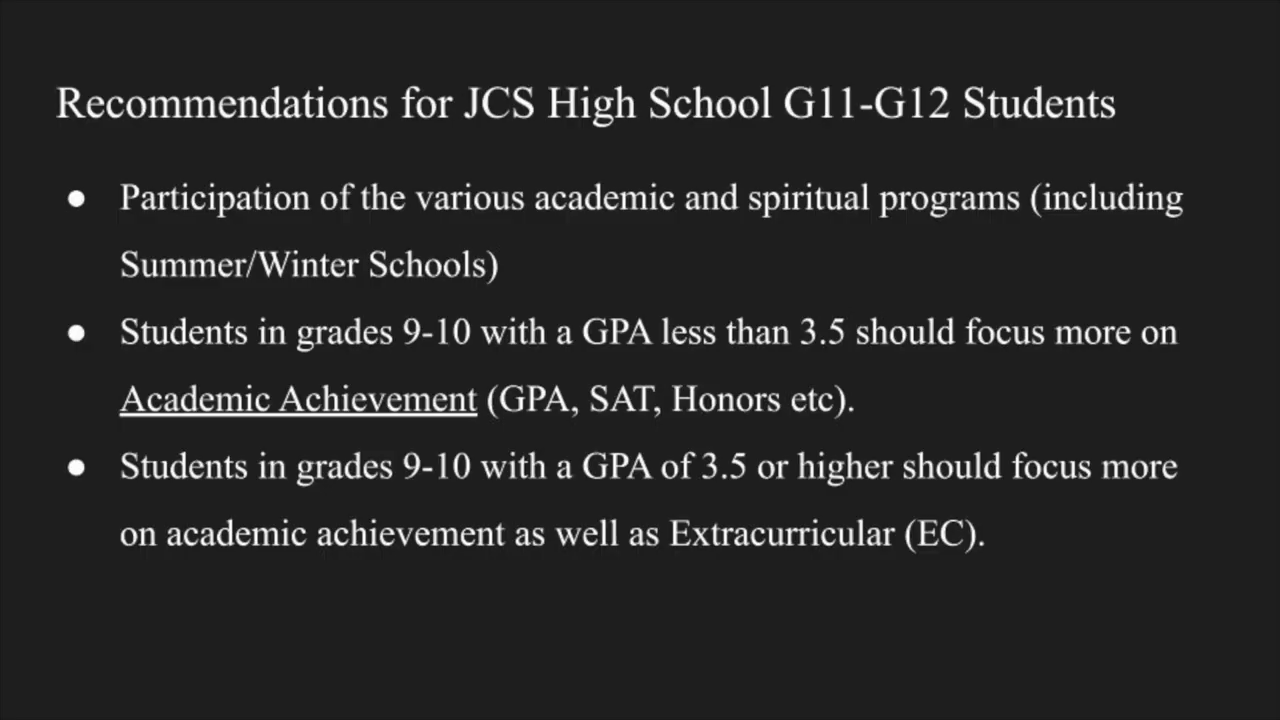 Recommendations for JCS High School G11-G12 Students
● Participation of the various academic and spiritual programs (including
Summer/Winter Schools)
● Students in grades 9-10 with a GPA less than 3.5 should focus more on
Academic Achievement (GPA, SAT, Honors etc).
● Students in grades 9-10 with a GPA of 3.5 or higher should focus more
on academic achievement as well as Extracurricular (EC).